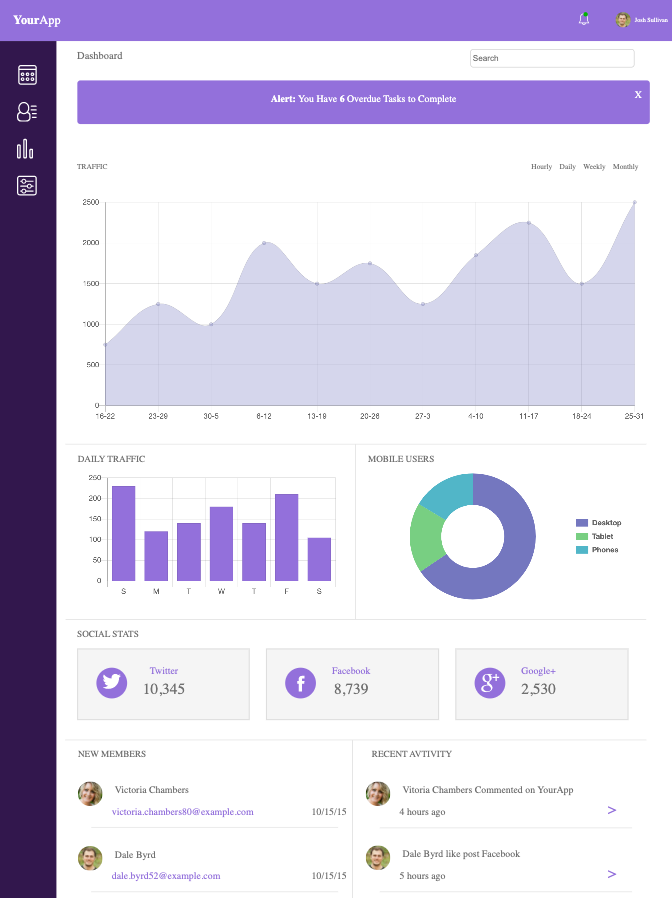 YourApp
Josh Sullivan
Dashboard
Search
Alert: You Have 6 Overdue Tasks to Complete
X
TRAFFIC
Hourly Daily Weekly Monthly
2500
2000
1500
1000
500
0
16-22 23-29 30-5 6-12 13-19 20-26 27-3 4-10 11-17 18-24 25-31
DAILY TRAFFIC
250
200
150
100
50
0
S M T W T F S
MOBILE USERS
Desktop
Tablet
Phones
SOCIAL STATS
Twitter
10,345
Facebook
8,739
g+
Google+
2,530
NEW MEMBERS
Victoria Chambers
victoria.chambers80@example.com 10/15/15
Dale Byrd
dale.byrd52@example.com 10/15/15
RECENT AVTIVITY
Vitoria Chambers Commented on YourApp
4 hours ago >
Dale Byrd like post Facebook
5 hours ago >